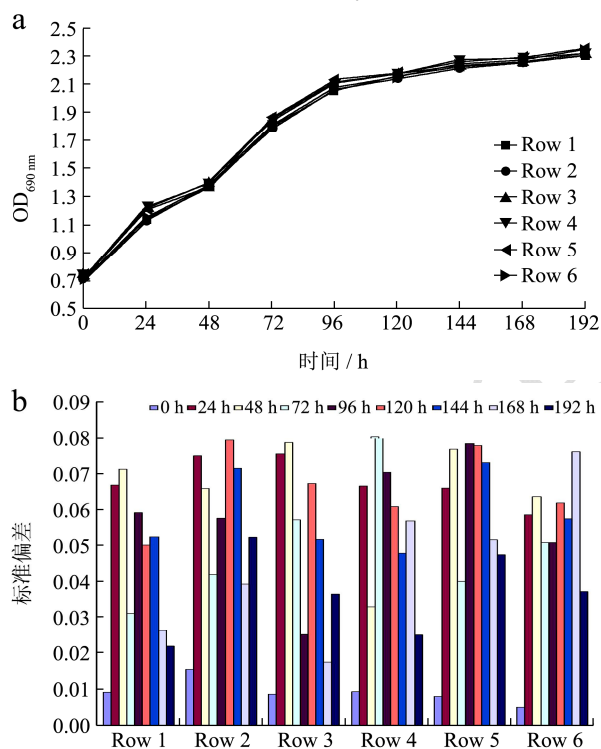 a
2.5
2.3
2.1
1.9
1.7
1.5
1.3
1.1
0.9
0.7
0.5
OD690 nm
Row 1
Row 2
Row 3
Row 4
Row 5
Row 6
0 24 48 72 96 120 144 168 192
时间 / h
b
0 h 24 h 48 h 72 h 96 h 120 h 144 h 168 h 192 h
0.09
0.08
0.07
0.06
0.05
0.04
0.03
0.02
0.01
0.00
标准偏差
Row 1 Row 2 Row 3 Row 4 Row 5 Row 6